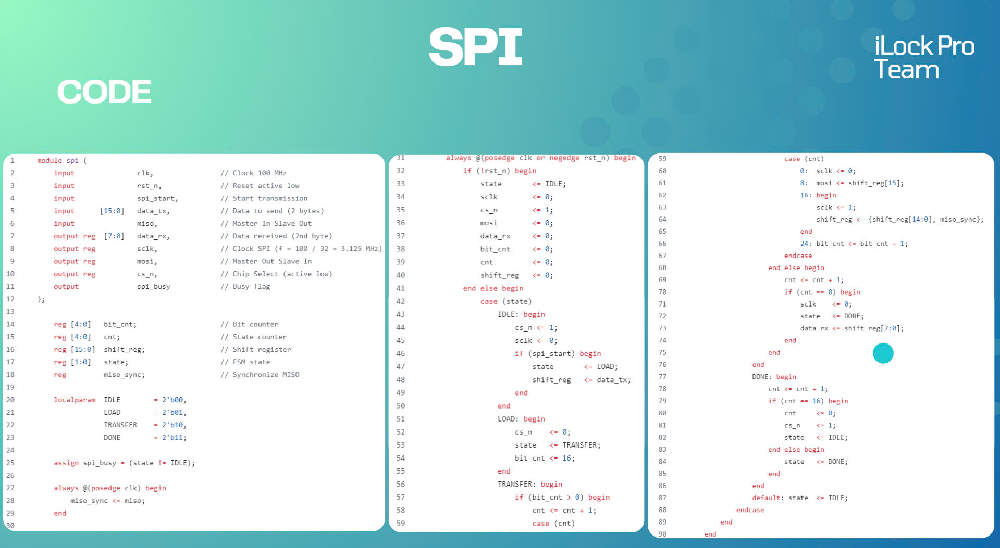 SPI
iLock Pro
Team
CODE
1 module spi (
2 input clk, // Clock 100 MHz
3 input rst_n, // Reset active low
4 input spi_start, // Start transmission
5 input [15:0] data_tx, // Data to send (2 bytes)
6 input miso, // Master In Slave Out
7 output reg [7:0] data_rx, // Data received (2nd byte)
8 output reg sclk, // Clock SPI (f = 100 / 32 = 3.125 MHz)
9 output reg mosi, // Master Out Slave In
10 output reg cs_n, // Chip Select (active low)
11 output spi_busy // Busy flag
12 );
13
14 reg [4:0] bit_cnt; // Bit counter
15 reg [4:0] cnt; // State counter
16 reg [15:0] shift_reg; // Shift register
17 reg [1:0] state; // FSM state
18 reg miso_sync; // Synchronize MISO
19
20 localparam IDLE = 2'b00,
21 LOAD = 2'b01,
22 TRANSFER = 2'b10,
23 DONE = 2'b11;
24
25 assign spi_busy = (state != IDLE);
26
27 always @(posedge clk) begin
28 miso_sync <= miso;
29 end
30
31 always @(posedge clk or negedge rst_n) begin
32 if (!rst_n) begin
33 state <= IDLE;
34 sclk <= 0;
35 cs_n <= 1;
36 mosi <= 0;
37 data_rx <= 0;
38 bit_cnt <= 0;
39 cnt <= 0;
40 shift_reg <= 0;
41 end else begin
42 case (state)
43 IDLE: begin
44 cs_n <= 1;
45 sclk <= 0;
46 if (spi_start) begin
47 state <= LOAD;
48 shift_reg <= data_tx;
49 end
50 end
51 LOAD: begin
52 cs_n <= 0;
53 state <= TRANSFER;
54 bit_cnt <= 16;
55 end
56 TRANSFER: begin
57 if (bit_cnt > 0) begin
58 cnt <= cnt + 1;
59 case (cnt)
59 case (cnt)
60 0: sclk <= 0;
61 8: mosi <= shift_reg[15];
62 16: begin
63 sclk <= 1;
64 shift_reg <= {shift_reg[14:0], miso_sync};
65 end
66 24: bit_cnt <= bit_cnt - 1;
67 endcase
68 end else begin
69 cnt <= cnt + 1;
70 if (cnt == 0) begin
71 sclk <= 0;
72 state <= DONE;
73 data_rx <= shift_reg[7:0];
74 end
75 end
76 end
77 DONE: begin
78 cnt <= cnt + 1;
79 if (cnt == 16) begin
80 cnt <= 0;
81 cs_n <= 1;
82 state <= IDLE;
83 end else begin
84 state <= DONE;
85 end
86 end
87 default: state <= IDLE;
88 endcase
89 end
90 end